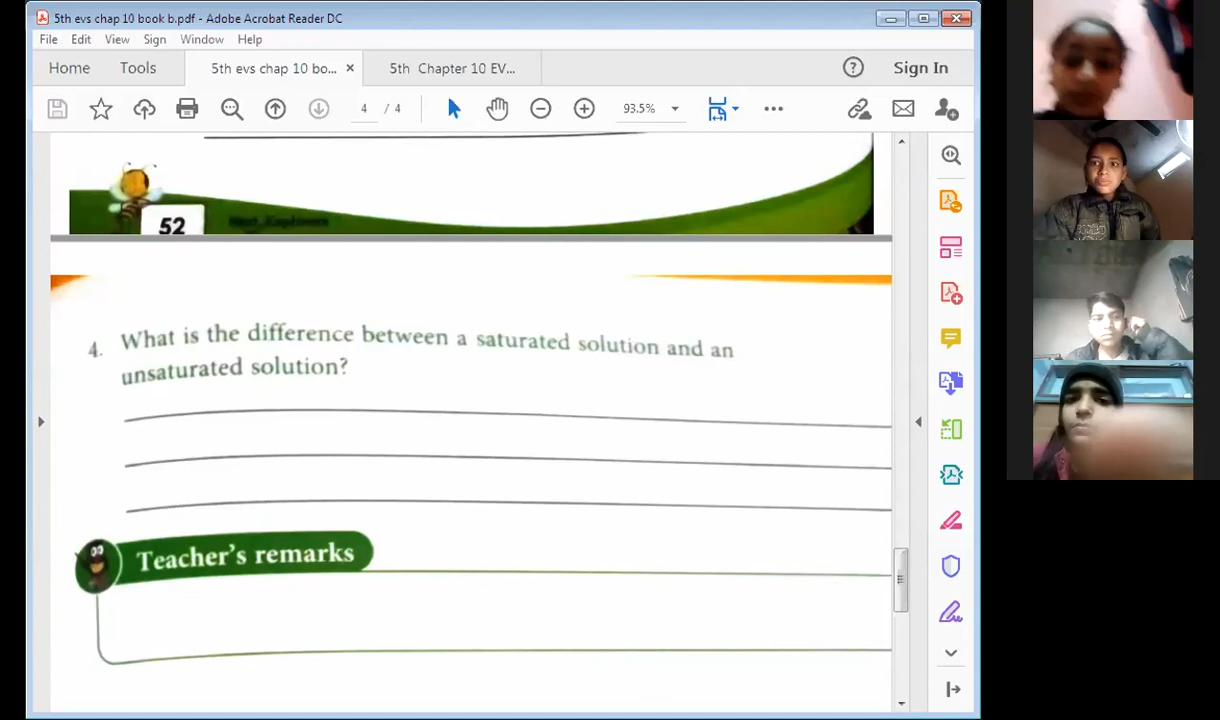 5th evs chap 10 book b.pdf - Adobe Acrobat Reader DC
File Edit View Sign Window Help
Home Tools 5th evs chap 10 bo... × 5th Chapter 10 EV... Sign In
4 / 4 93.5%
52
4. What is the difference between a saturated solution and an
unsaturated solution?
Teacher's remarks